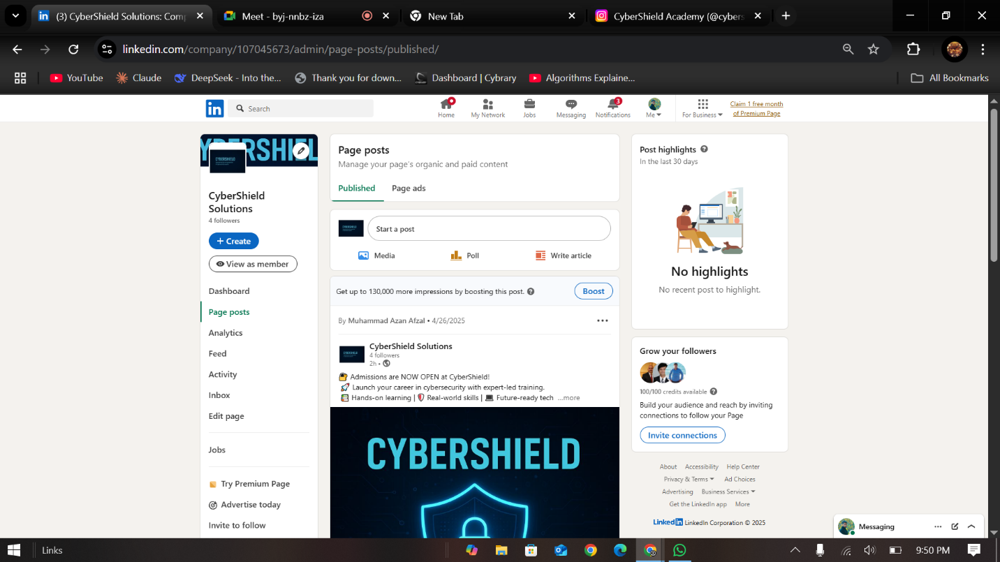 (3) CyberShield Solutions: Comp
Meet - byj-nnbz-iza
New Tab
CyberShield Academy (@cybers
linkedin.com/company/107045673/admin/page-posts/published/
YouTube
Claude
DeepSeek - Into the...
Thank you for down...
Dashboard | Cybrary
Algorithms Explaine...
All Bookmarks
in
Search
Home
My Network
Jobs
Messaging
3
Notifications
Me
For Business
Claim 1 free month
of Premium Page
YBERSHIEL
CYBERSHIELD
CyberShield
Solutions
4 followers
+ Create
View as member
Dashboard
Page posts
Analytics
Feed
Activity
Inbox
Edit page
Jobs
Try Premium Page
Advertise today
Invite to follow
Page posts
Manage your page's organic and paid content
Published
Page ads
CYBERSHIELD
Start a post
Media
Poll
Write article
Get up to 130,000 more impressions by boosting this post.
Boost
By Muhammad Azan Afzal • 4/26/2025
CYBERSHIELD
CyberShield Solutions
4 followers
2h •
🔐 Admissions are NOW OPEN at CyberShield!
🚀 Launch your career in cybersecurity with expert-led training.
📚 Hands-on learning | 🛡️ Real-world skills | 💻 Future-ready tech ...more
CYBERSHIELD
Post highlights
In the last 30 days
No highlights
No recent post to highlight.
Grow your followers
100/100 credits available
Build your audience and reach by inviting
connections to follow your Page
Invite connections
About Accessibility Help Center
Privacy & Terms Ad Choices
Advertising Business Services
Get the LinkedIn app More
LinkedIn LinkedIn Corporation © 2025
Messaging
Links
9:50 PM